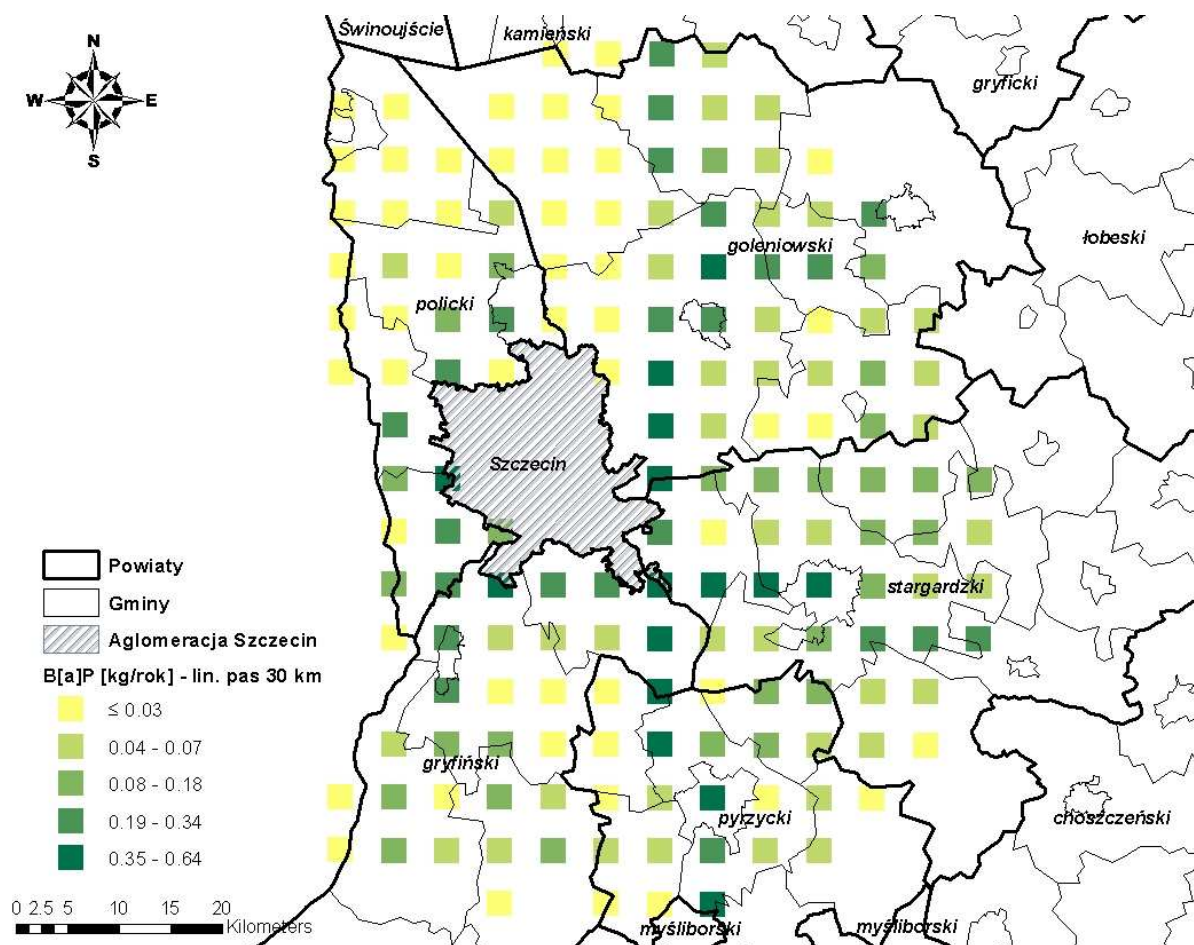 Świnoujście
kamieński
gryficki
N
W E
S
łobeski
goleniowski
policki
Szczecin
stargardzki
Powiaty
Gminy
Aglomeracja Szczecin
B[a]P [kg/rok] - lin. pas 30 km
≤ 0.03
0.04 - 0.07
0.08 - 0.18
0.19 - 0.34
0.35 - 0.64
gryfiński
pyrzycki
choszczeński
myśliborski
myśliborski
0 2.5 5 10 15 20
Kilometers